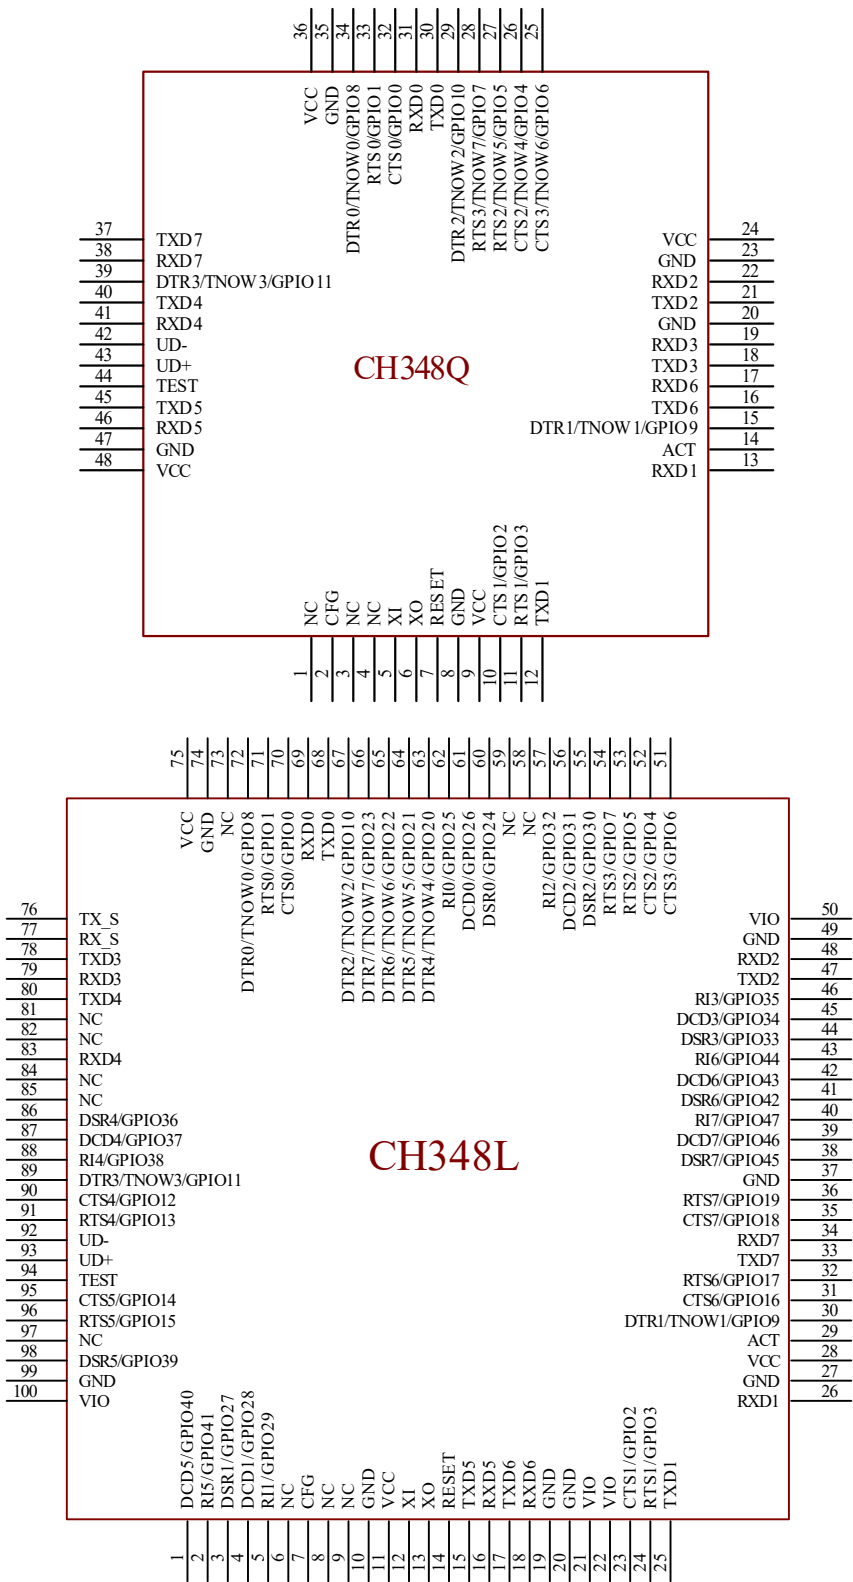 36 35 34 33 32 31 30 29 28 27 26 25
VCC
GND
DTR0/TNOW0/GPIO8
RTS0/GPIO1
CTS0/GPIO0
RXD0
TXD0
DTR2/TNOW2/GPIO10
RTS3/TNOW7/GPIO7
RTS2/TNOW5/GPIO5
CTS2/TNOW4/GPIO4
CTS3/TNOW6/GPIO6
37 TXD7
38 RXD7
39 DTR3/TNOW3/GPIO11
40 TXD4
41 RXD4
42 UD-
43 UD+
44 TEST
45 TXD5
46 RXD5
47 GND
48 VCC
CH348Q
VCC 24
GND 23
RXD2 22
TXD2 21
GND 20
RXD3 19
TXD3 18
RXD6 17
TXD6 16
DTR1/TNOW1/GPIO9 15
ACT 14
RXD1 13
NC
CFG
NC
NC
XI
XO
RESET
GND
VCC
CTS1/GPIO2
RTS1/GPIO3
TXD1
1 2 3 4 5 6 7 8 9 10 11 12
75 74 73 72 71 70 69 68 67 66 65 64 63 62 61 60 59 58 57 56 55 54 53 52 51
VCC
GND
NC
DTR0/TNOW0/GPIO8
RTS0/GPIO1
CTS0/GPIO0
RXD0
TXD0
DTR2/TNOW2/GPIO10
DTR7/TNOW7/GPIO23
DTR6/TNOW6/GPIO22
DTR5/TNOW5/GPIO21
DTR4/TNOW4/GPIO20
RI0/GPIO25
DCD0/GPIO26
DSR0/GPIO24
NC
NC
RI2/GPIO32
DCD2/GPIO31
DSR2/GPIO30
RTS3/GPIO7
RTS2/GPIO5
CTS2/GPIO4
CTS3/GPIO6
76 TX_S
77 RX_S
78 TXD3
79 RXD3
80 TXD4
81 NC
82 NC
83 RXD4
84 NC
85 NC
86 DSR4/GPIO36
87 DCD4/GPIO37
88 RI4/GPIO38
89 DTR3/TNOW3/GPIO11
90 CTS4/GPIO12
91 RTS4/GPIO13
92 UD-
93 UD+
94 TEST
95 CTS5/GPIO14
96 RTS5/GPIO15
97 NC
98 DSR5/GPIO39
99 GND
100 VIO
CH348L
VIO 50
GND 49
RXD2 48
TXD2 47
RI3/GPIO35 46
DCD3/GPIO34 45
DSR3/GPIO33 44
RI6/GPIO44 43
DCD6/GPIO43 42
DSR6/GPIO42 41
RI7/GPIO47 40
DCD7/GPIO46 39
DSR7/GPIO45 38
GND 37
RTS7/GPIO19 36
CTS7/GPIO18 35
RXD7 34
TXD7 33
RTS6/GPIO17 32
CTS6/GPIO16 31
DTR1/TNOW1/GPIO9 30
ACT 29
VCC 28
GND 27
RXD1 26
DCD5/GPIO40
RI5/GPIO41
DSR1/GPIO27
DCD1/GPIO28
RI1/GPIO29
NC
CFG
NC
NC
GND
VCC
XI
XO
RESET
TXD5
RXD5
TXD6
RXD6
GND
GND
VIO
VIO
CTS1/GPIO2
RTS1/GPIO3
TXD1
1 2 3 4 5 6 7 8 9 10 11 12 13 14 15 16 17 18 19 20 21 22 23 24 25